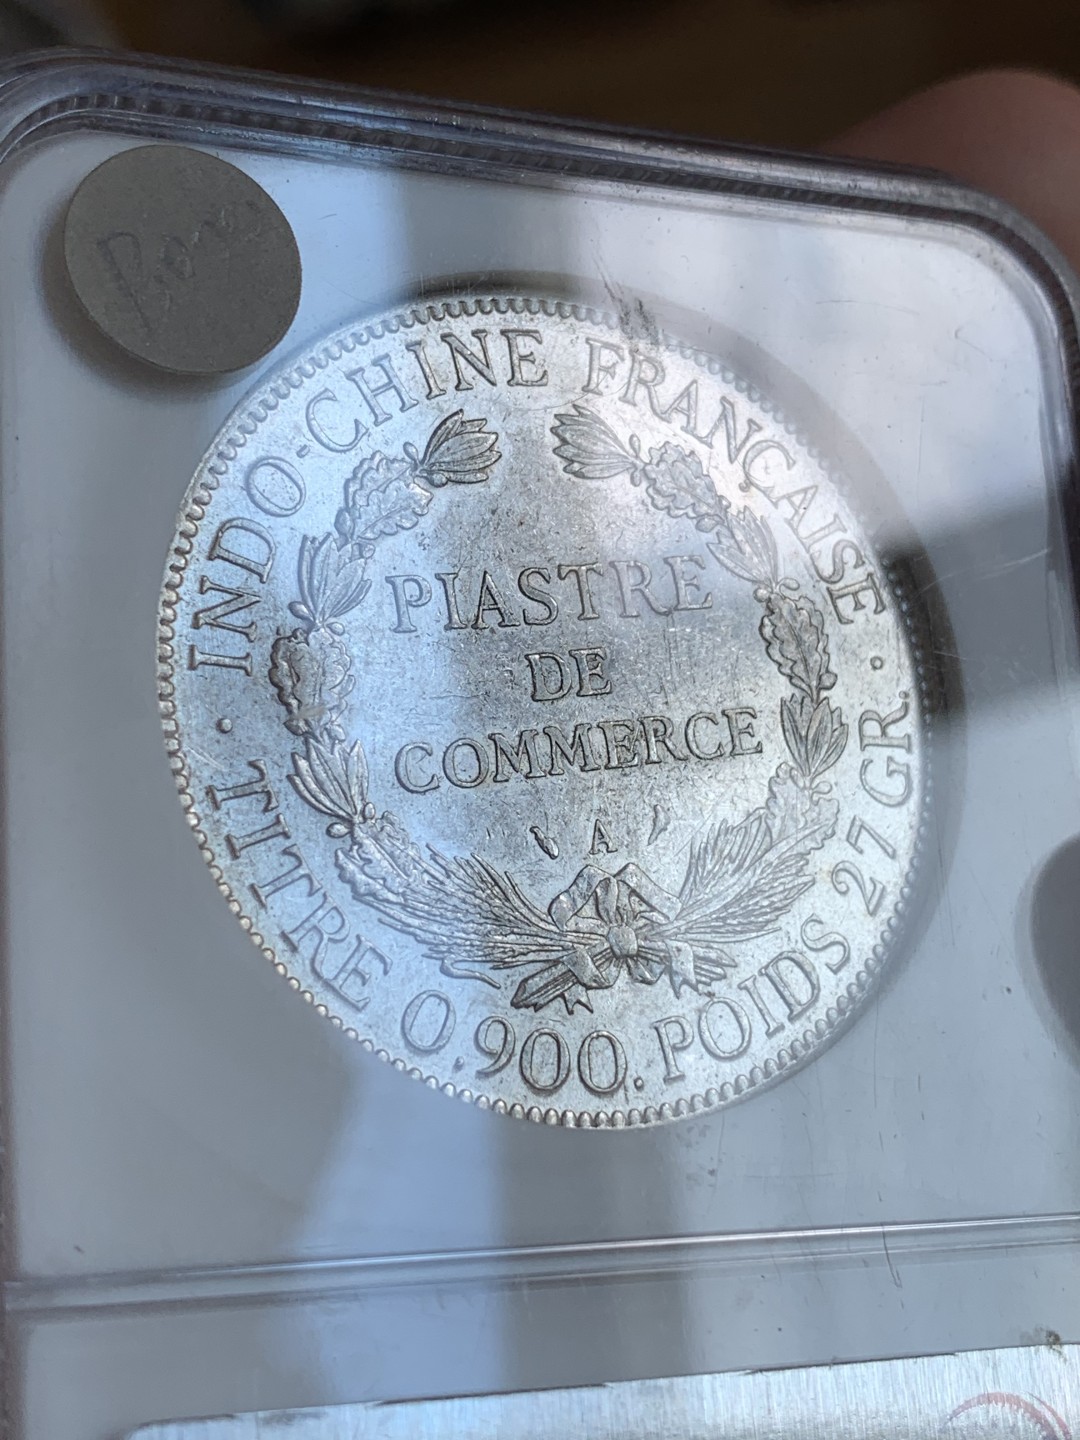 · INDO-CHINE FRANÇAISE ·
PIASTRE
DE
COMMERCE
A
TITRE 0,900. POIDS 27 GR.